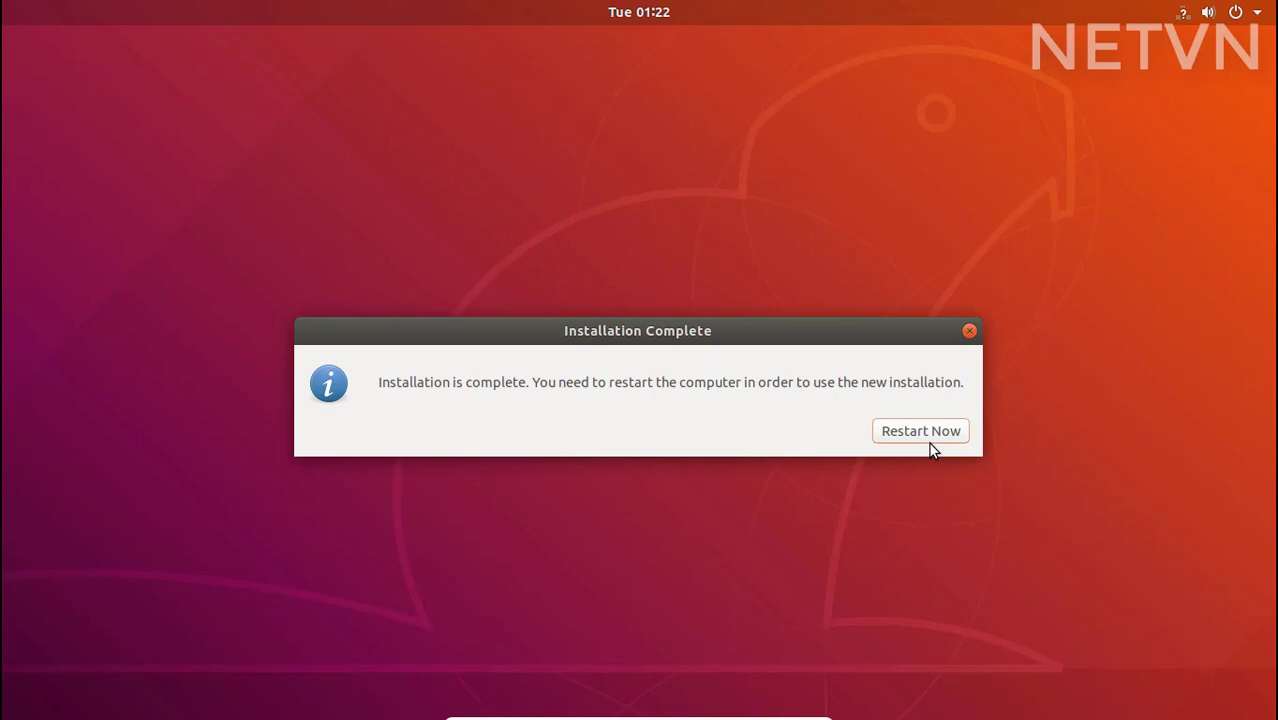 Tue 01:22
NETVN
Installation Complete
Installation is complete. You need to restart the computer in order to use the new installation.
Restart Now